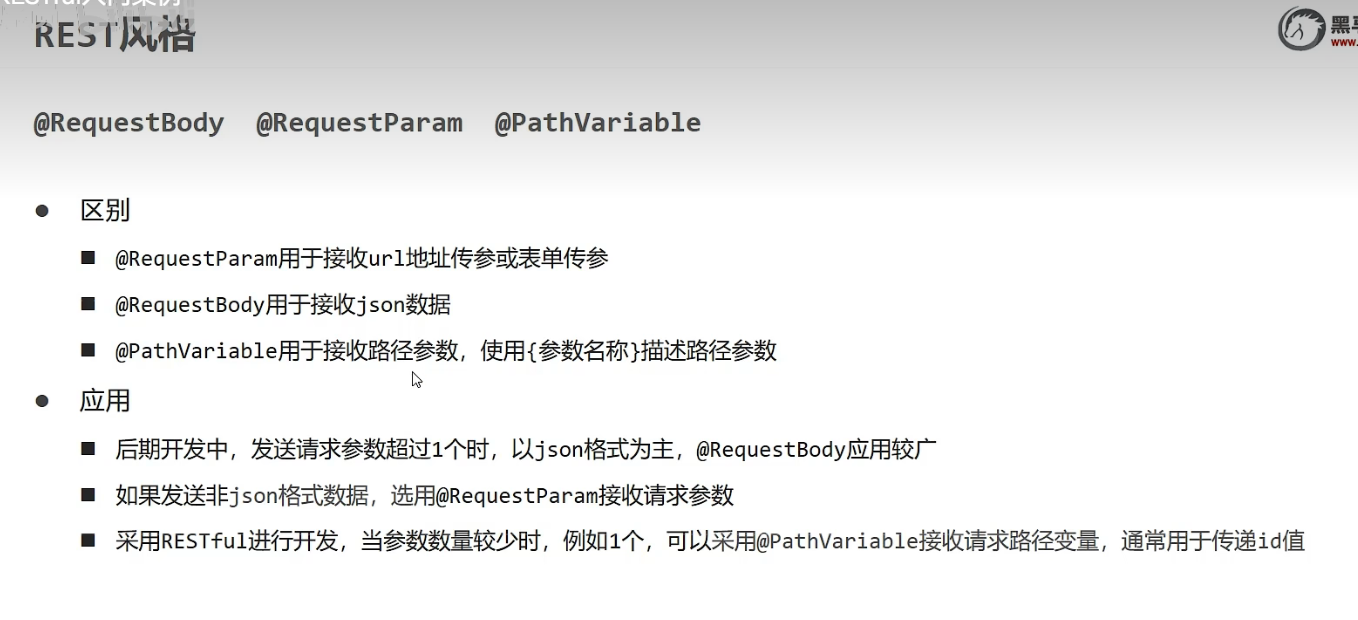 RESTful入门案例
REST风格
@RequestBody @RequestParam @PathVariable
区别
@RequestParam用于接收url地址传参或表单传参
@RequestBody用于接收json数据
@PathVariable用于接收路径参数，使用{参数名称}描述路径参数
应用
后期开发中，发送请求参数超过1个时，以json格式为主，@RequestBody应用较广
如果发送非json格式数据，选用@RequestParam接收请求参数
采用RESTful进行开发，当参数数量较少时，例如1个，可以采用@PathVariable接收请求路径变量，通常用于传递id值
黑
www.